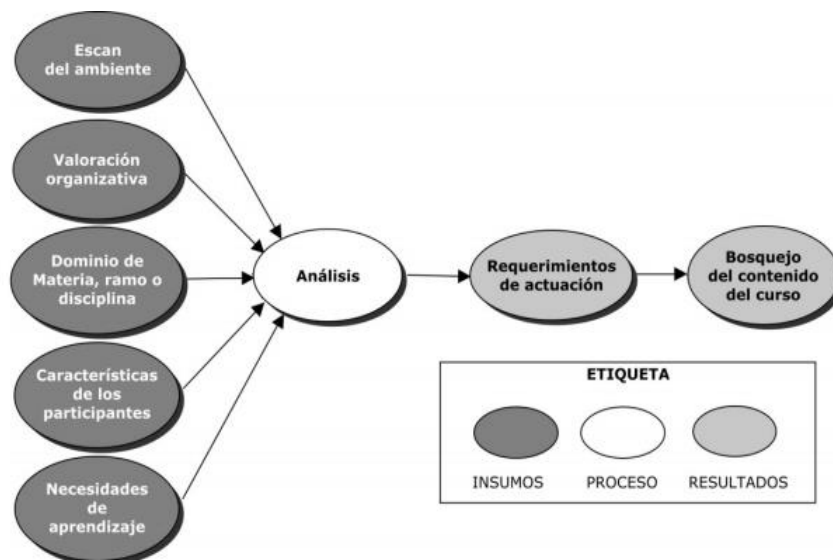 Escan
del ambiente
Valoración
organizativa
Dominio de
Materia, ramo o
disciplina
Características
de los
participantes
Necesidades
de
aprendizaje
Análisis
Requerimientos
de actuación
Bosquejo
del contenido
del curso
ETIQUETA
INSUMOS
PROCESO
RESULTADOS